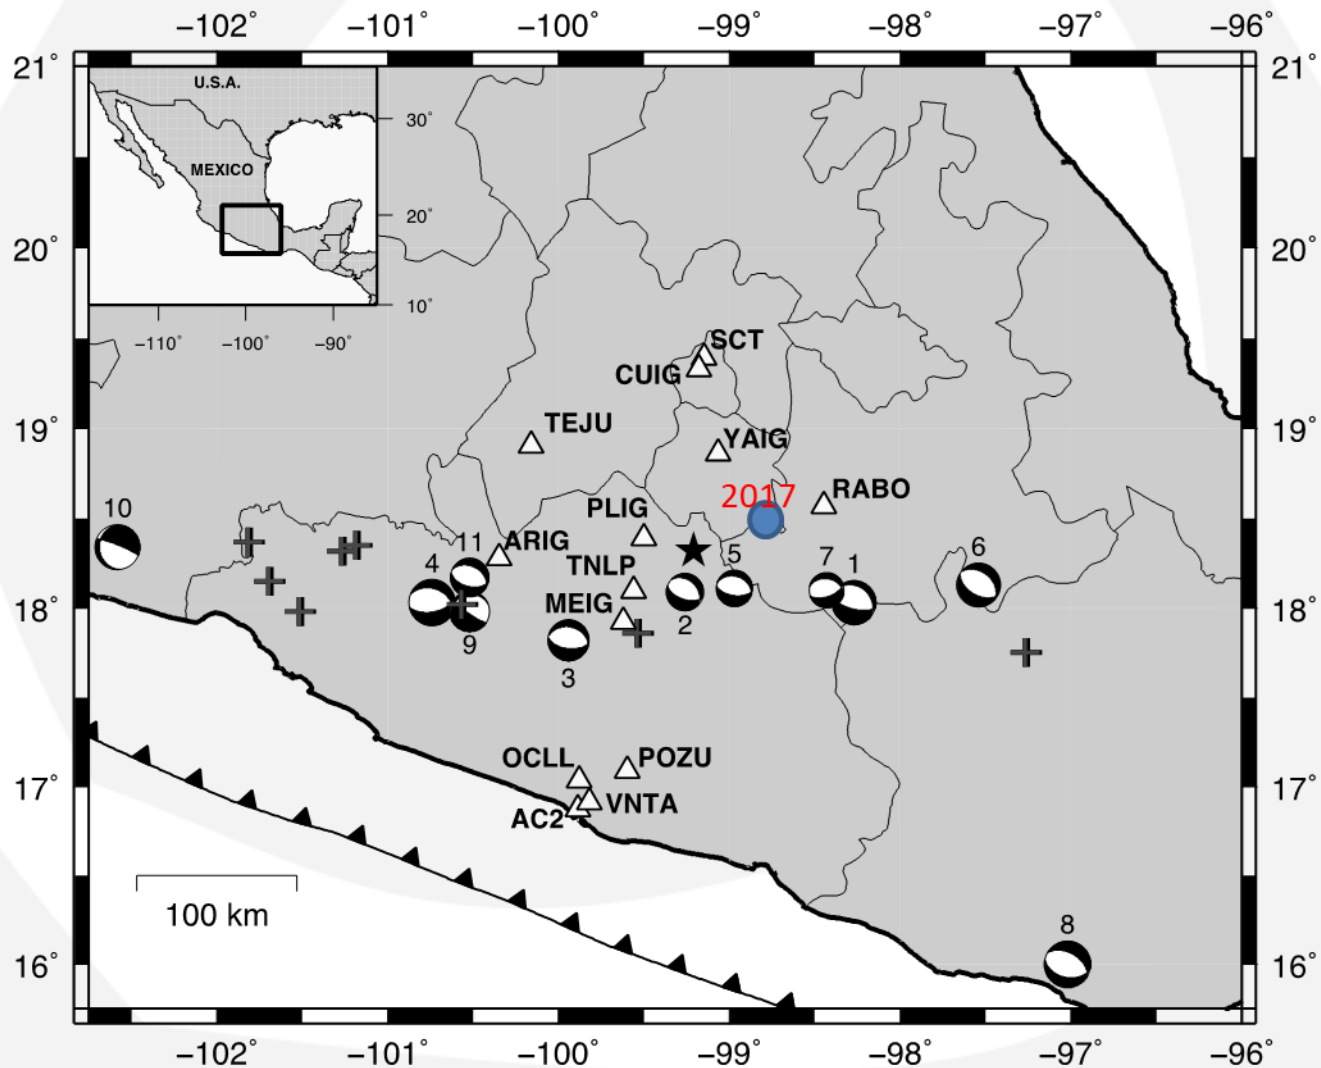 −102° −101° −100° −99° −98° −97° −96°
21° 21°
U.S.A.
30°
MEXICO
20°
20° 20°
10°
−110° −100° −90°
SCT
CUIG
19° TEJU 19°
YAIG
2017 RABO
PLIG
10
ARIG
4 11 TNLP 5 7 1 6
18° MEIG 18°
2
9
3
OCLL POZU
17° 17°
VNTA
AC2
100 km
8
16° 16°
−102° −101° −100° −99° −98° −97° −96°